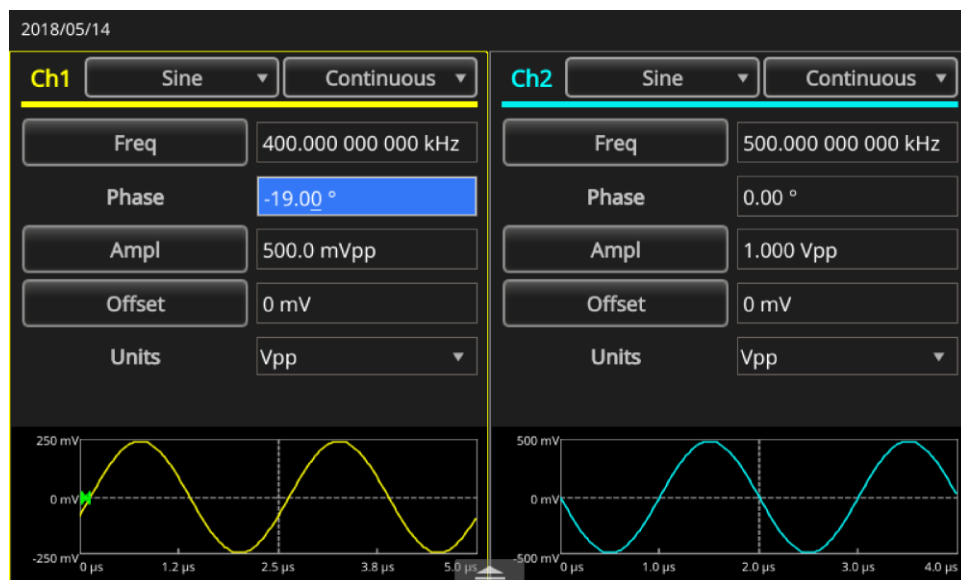 2018/05/14
Ch1 Sine Continuous
Freq 400.000 000 000 kHz
Phase -19.00 °
Ampl 500.0 mVpp
Offset 0 mV
Units Vpp
250 mV
0 mV
-250 mV
0 µs 1.2 µs 2.5 µs 3.8 µs 5.0 µs
Ch2 Sine Continuous
Freq 500.000 000 000 kHz
Phase 0.00 °
Ampl 1.000 Vpp
Offset 0 mV
Units Vpp
500 mV
0 mV
-500 mV
0 µs 1.0 µs 2.0 µs 3.0 µs 4.0 µs